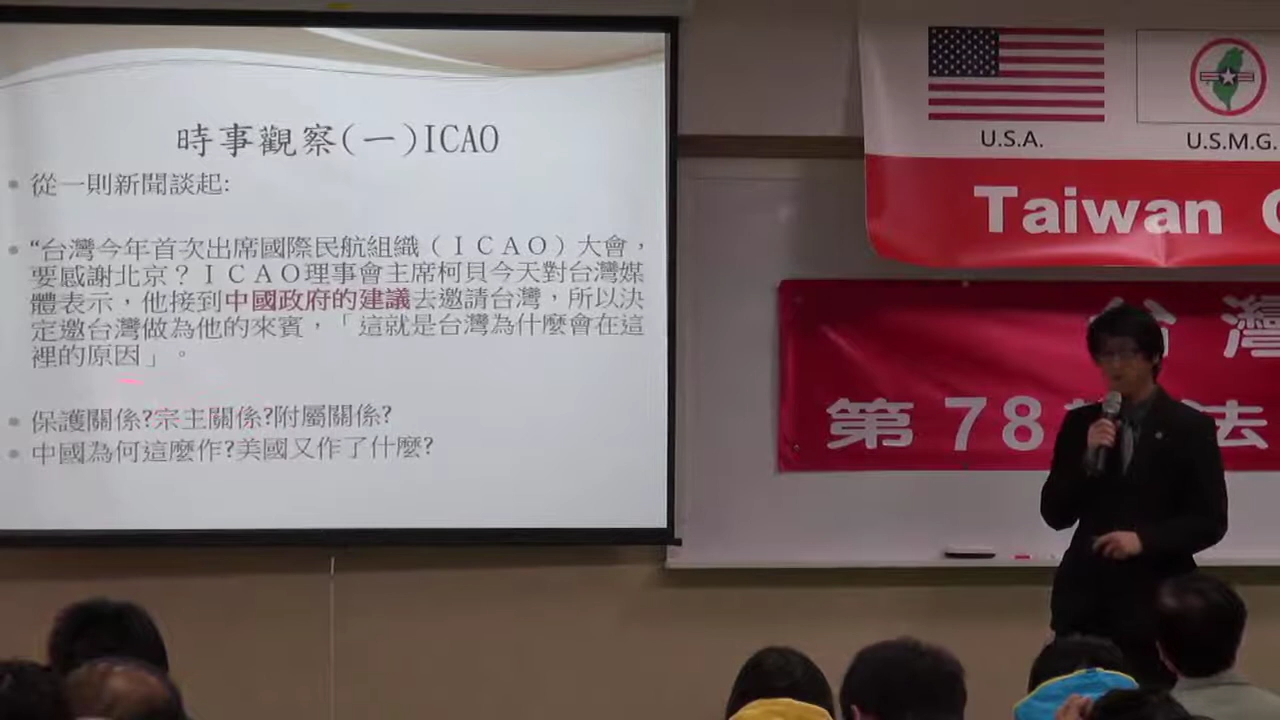 時事觀察(一)ICAO
從一則新聞談起:
“台灣今年首次出席國際民航組織（ＩＣＡＯ）大會，
要感謝北京？ＩＣＡＯ理事會主席柯貝今天對台灣媒
體表示，他接到中國政府的建議去邀請台灣，所以決
定邀台灣做為他的來賓，「這就是台灣為什麼會在這
裡的原因」。
保護關係?宗主關係?附屬關係?
中國為何這麼作?美國又作了什麼?
U.S.A.
U.S.M.G.
Taiwan
台灣
第78
法